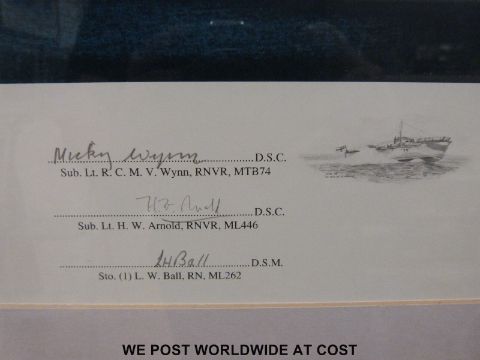 Micky Wynn D.S.C.
Sub. Lt. R. C. M. V. Wynn, RNVR, MTB74
D.S.C.
Sub. Lt. H. W. Arnold, RNVR, ML446
Ball D.S.M.
Sto. (1) L. W. Ball, RN, ML262
WE POST WORLDWIDE AT COST